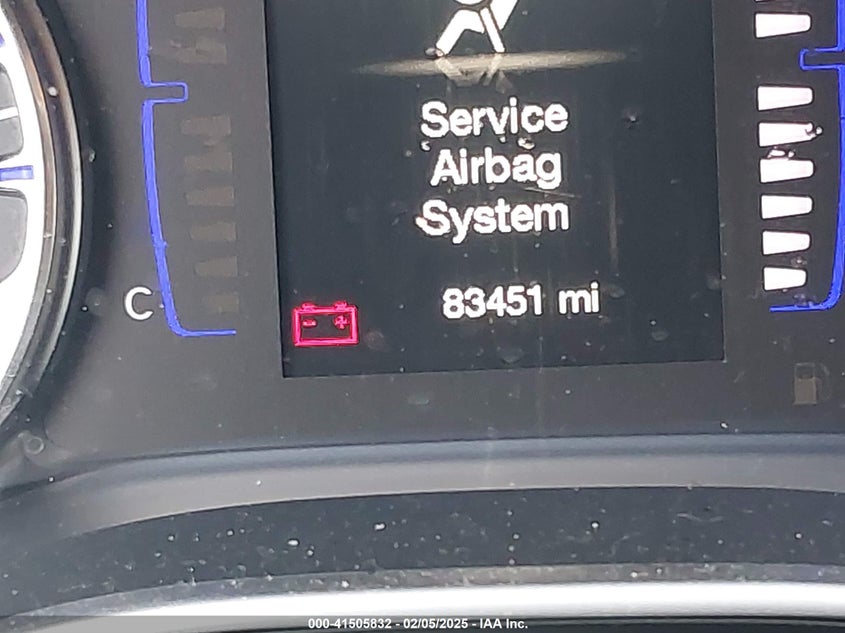 Service
Airbag
System
C
83451 mi
000-41505832 - 02/05/2025 - IAA Inc.